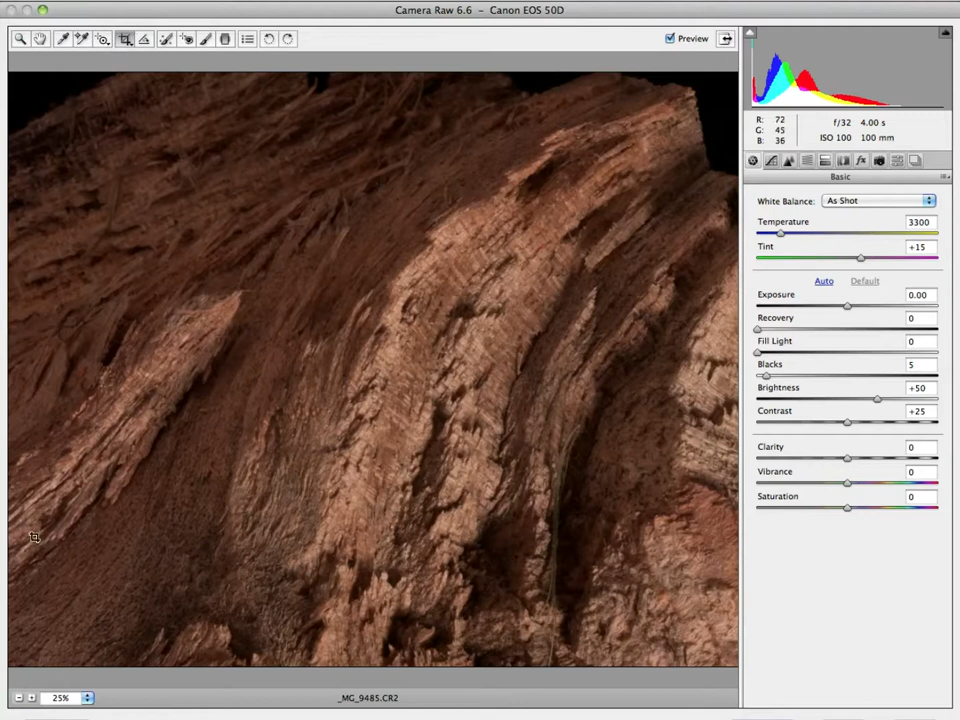 Camera Raw 6.6 - Canon EOS 50D
Preview
R: 72
G: 45
B: 36
f/32 4.00 s
ISO 100 100 mm
fx
Basic
White Balance: As Shot
Temperature 3300
Tint +15
Auto Default
Exposure 0.00
Recovery 0
Fill Light 0
Blacks 5
Brightness +50
Contrast +25
Clarity 0
Vibrance 0
Saturation 0
25%
_MG_9485.CR2